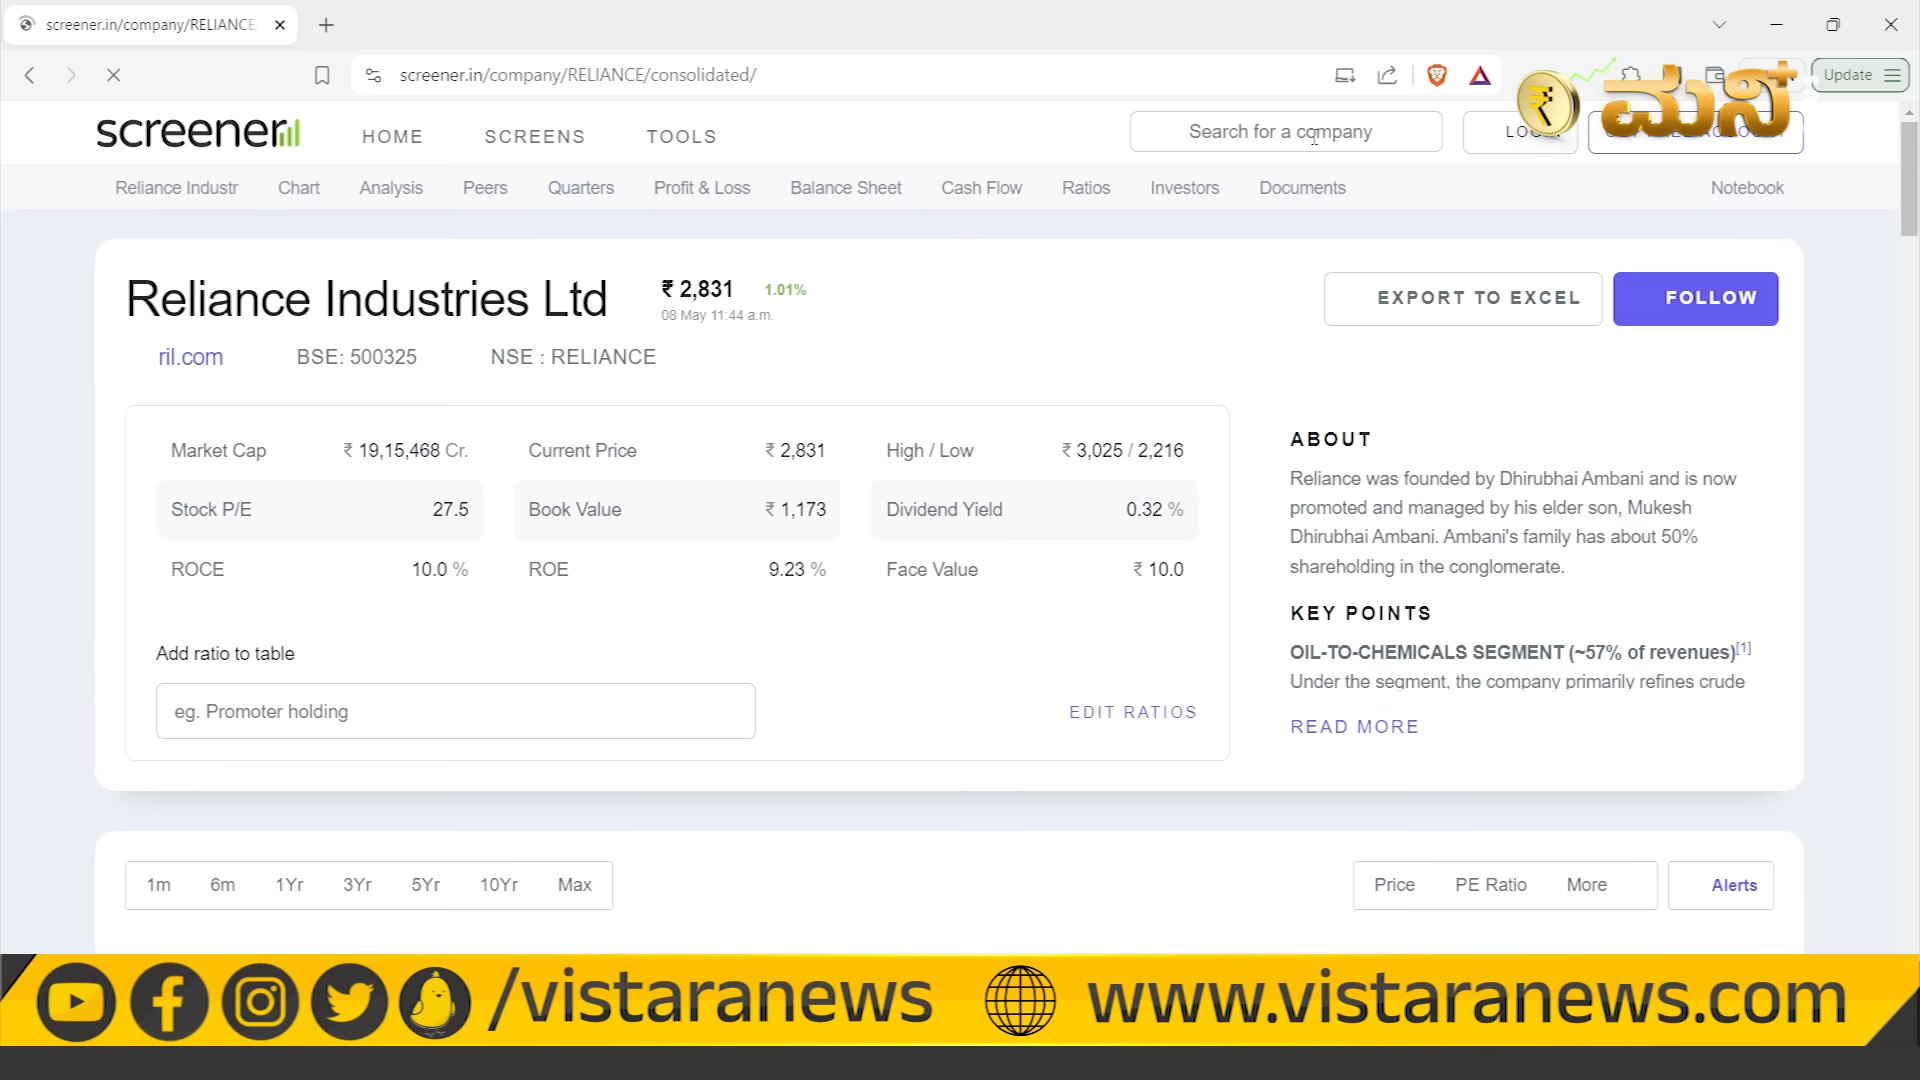 screener.in/company/RELIANCE
screener.in/company/RELIANCE/consolidated/
Update
ಮನಿ+
screener
HOME
SCREENS
TOOLS
Search for a company
Reliance Industr
Chart
Analysis
Peers
Quarters
Profit & Loss
Balance Sheet
Cash Flow
Ratios
Investors
Documents
Notebook
Reliance Industries Ltd
₹ 2,831
1.01%
08 May 11:44 a.m.
EXPORT TO EXCEL
FOLLOW
ril.com
BSE: 500325
NSE : RELIANCE
Market Cap ₹ 19,15,468 Cr.
Current Price ₹ 2,831
High / Low ₹ 3,025 / 2,216
Stock P/E 27.5
Book Value ₹ 1,173
Dividend Yield 0.32 %
ROCE 10.0 %
ROE 9.23 %
Face Value ₹ 10.0
Add ratio to table
eg. Promoter holding
EDIT RATIOS
ABOUT
Reliance was founded by Dhirubhai Ambani and is now
promoted and managed by his elder son, Mukesh
Dhirubhai Ambani. Ambani's family has about 50%
shareholding in the conglomerate.
KEY POINTS
OIL-TO-CHEMICALS SEGMENT (~57% of revenues)[1]
Under the segment, the company primarily refines crude
READ MORE
1m
6m
1Yr
3Yr
5Yr
10Yr
Max
Price
PE Ratio
More
Alerts
/vistaranews
www.vistaranews.com